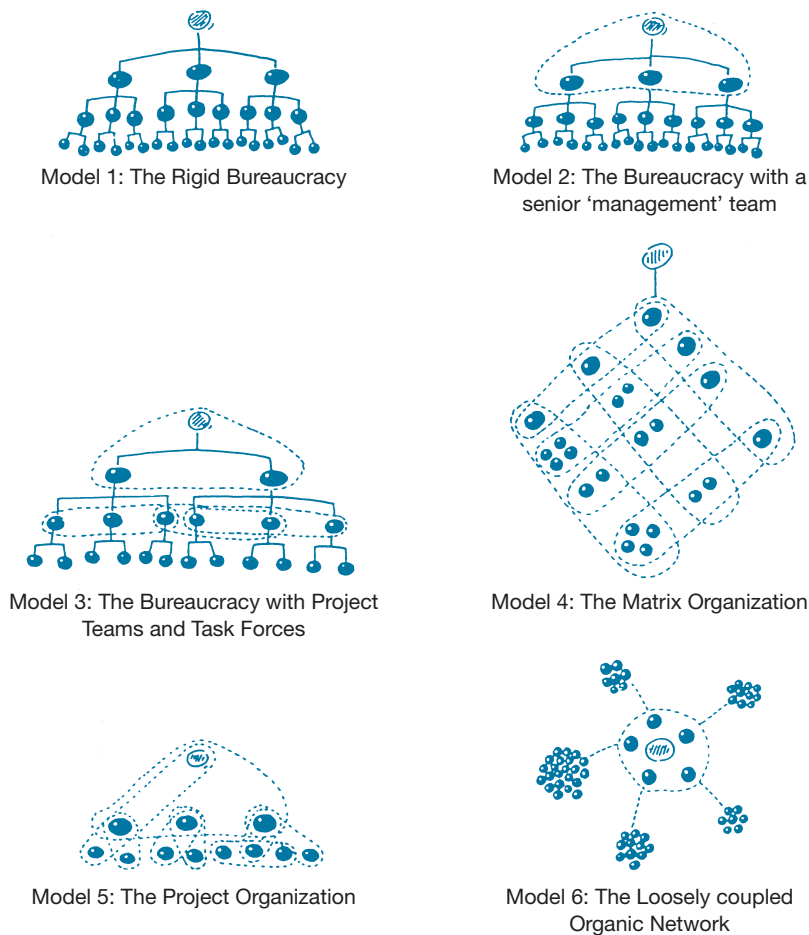 Model 1: The Rigid Bureaucracy
Model 2: The Bureaucracy with a
senior ‘management’ team
Model 3: The Bureaucracy with Project
Teams and Task Forces
Model 4: The Matrix Organization
Model 5: The Project Organization
Model 6: The Loosely coupled
Organic Network